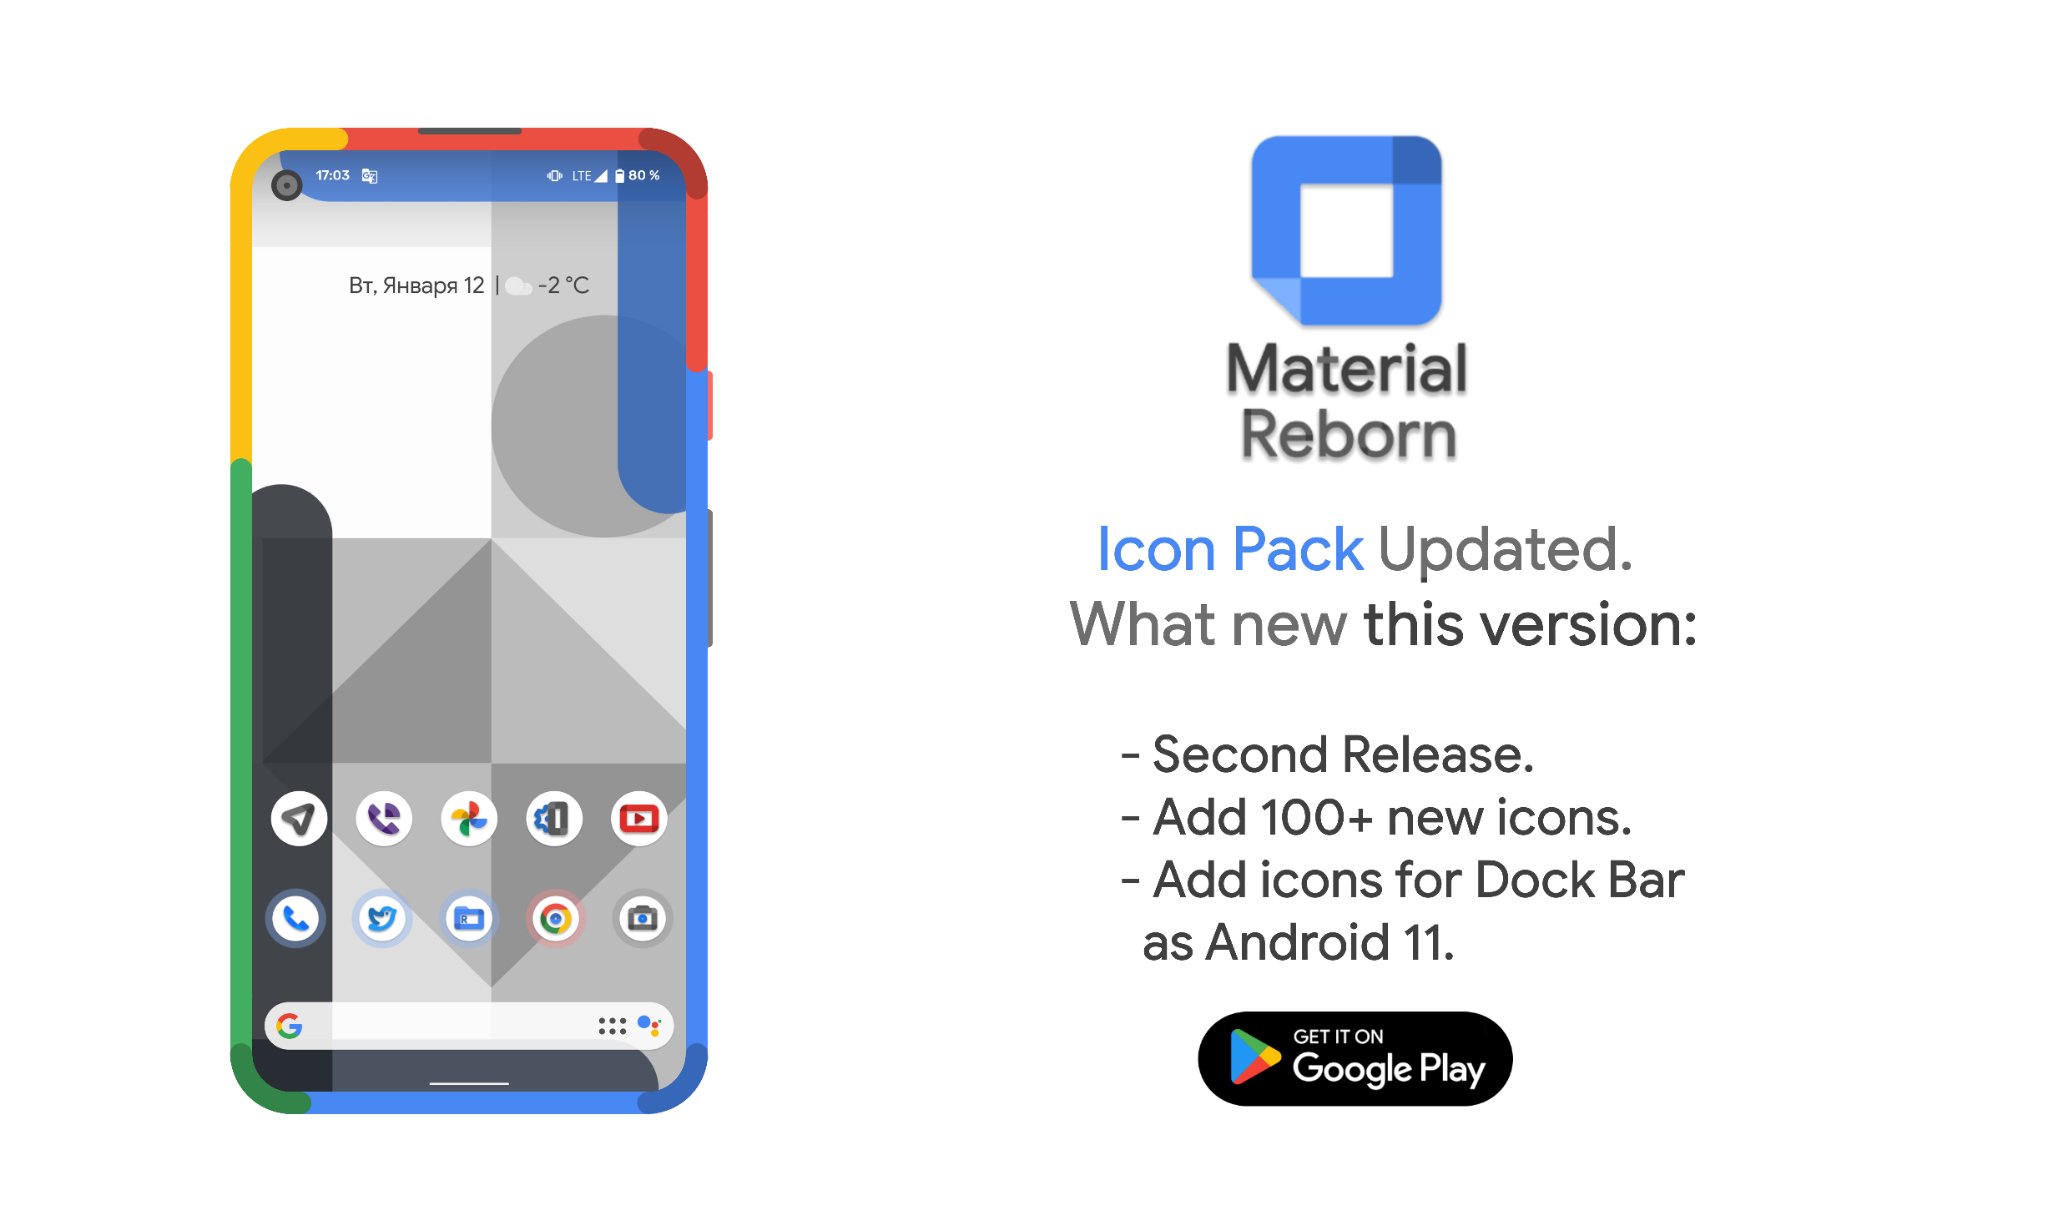 17:03
LTE 80 %
Вт, Января 12 | -2 °C
R
Material
Reborn
Icon Pack Updated.
What new this version:
- Second Release.
- Add 100+ new icons.
- Add icons for Dock Bar
as Android 11.
GET IT ON
Google Play